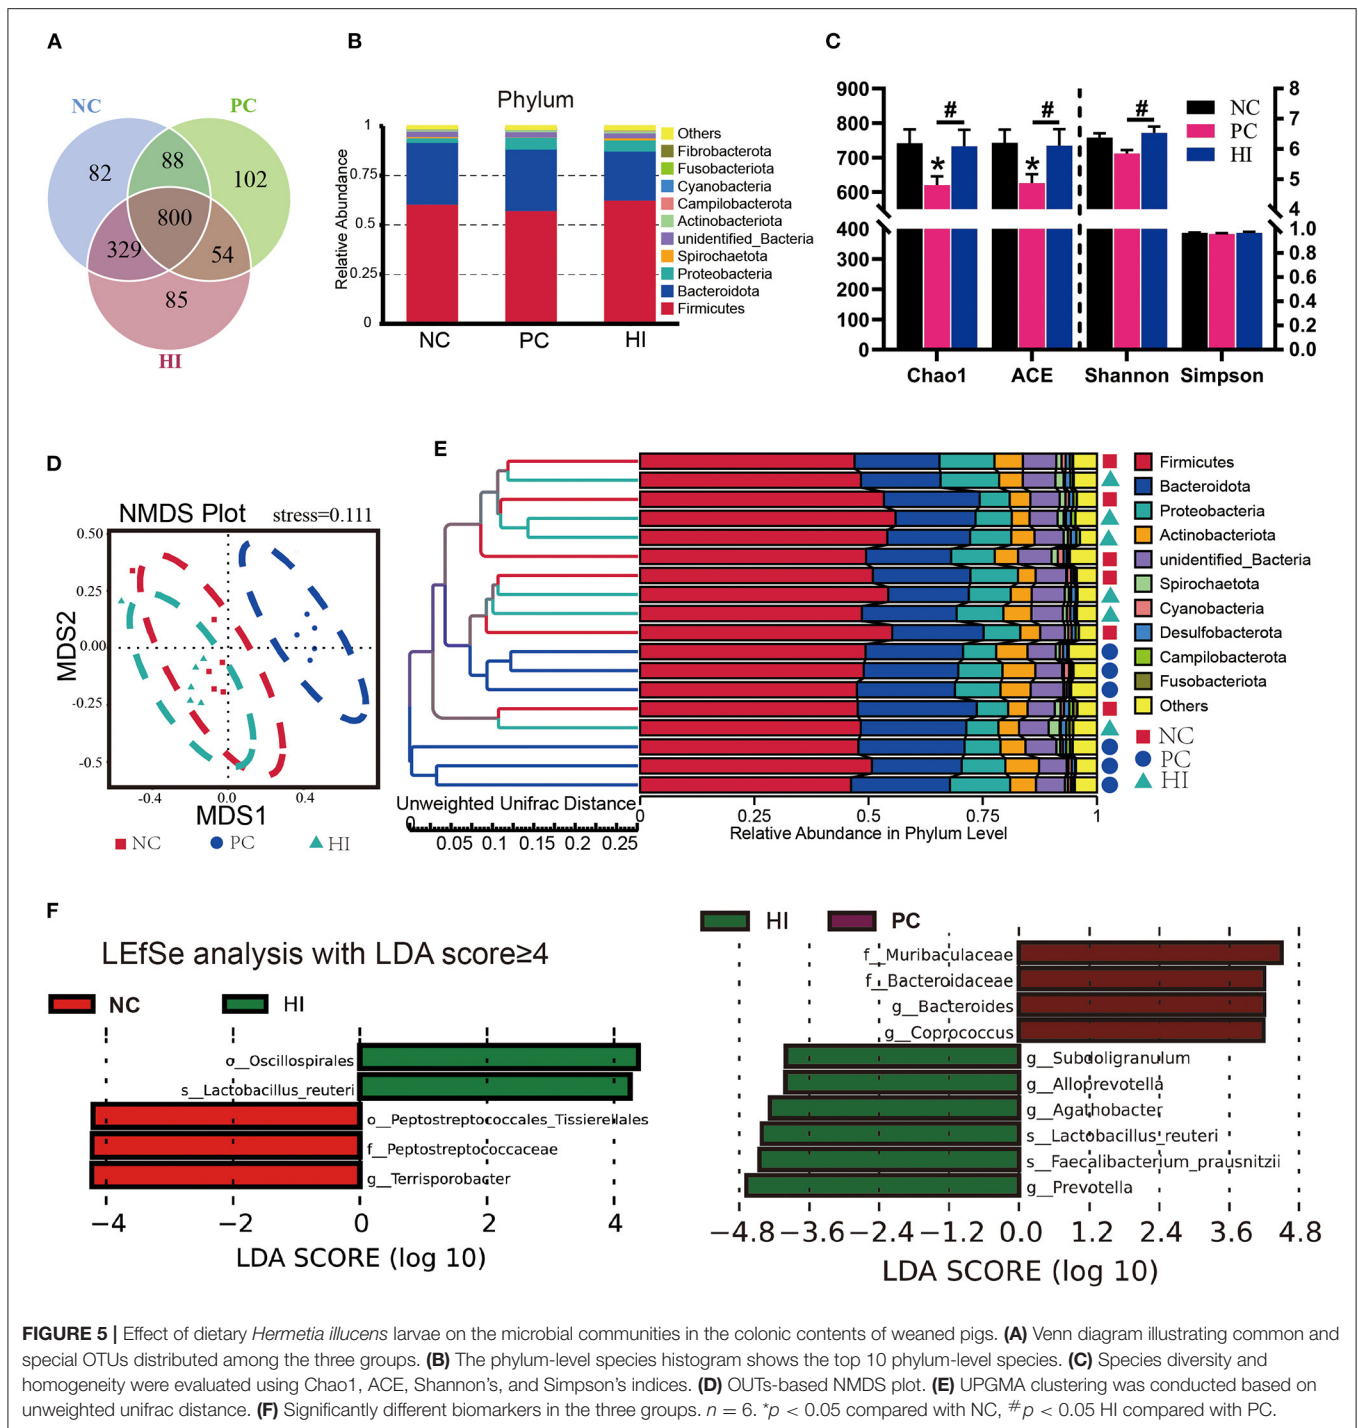 A
NC
PC
82
88
102
800
329
54
85
HI
B
Phylum
Relative Abundance
1
0.75
0.5
0.25
0
NC
PC
HI
Others
Fibrobacterota
Fusobacteriota
Cyanobacteria
Campilobacterota
Actinobacteriota
unidentified_Bacteria
Spirochaetota
Proteobacteria
Bacteroidota
Firmicutes
C
900
800
700
600
400
300
200
100
0
8
7
6
5
4
1.0
0.8
0.6
0.4
0.2
0.0
# # #
* *
NC
PC
HI
Chao1 ACE Shannon Simpson
D
NMDS Plot stress=0.111
MDS2
0.50
0.25
0.00
-0.25
-0.5
-0.4 0.0 0.4
MDS1
NC PC HI
E
Firmicutes
Bacteroidota
Proteobacteria
Actinobacteriota
unidentified_Bacteria
Spirochaetota
Cyanobacteria
Desulfobacterota
Campilobacterota
Fusobacteriota
Others
NC
PC
HI
Unweighted Unifrac Distance
0 0.05 0.1 0.15 0.2 0.25
0 0.25 0.5 0.75 1
Relative Abundance in Phylum Level
F
LEfSe analysis with LDA score≥4
NC HI
o__Oscillospirales
s__Lactobacillus_reuteri
o__Peptostreptococcales_Tissierellales
f__Peptostreptococcaceae
g__Terrisporobacter
−4 −2 0 2 4
LDA SCORE (log 10)
HI PC
f__Muribaculaceae
f__Bacteroidaceae
g__Bacteroides
g__Coprococcus
g__Subdoligranulum
g__Alloprevotella
g__Agathobacter
s__Lactobacillus_reuteri
s__Faecalibacterium_prausnitzii
g__Prevotella
−4.8 −3.6 −2.4 −1.2 0.0 1.2 2.4 3.6 4.8
LDA SCORE (log 10)
FIGURE 5 | Effect of dietary Hermetia illucens larvae on the microbial communities in the colonic contents of weaned pigs. (A) Venn diagram illustrating common and
special OTUs distributed among the three groups. (B) The phylum-level species histogram shows the top 10 phylum-level species. (C) Species diversity and
homogeneity were evaluated using Chao1, ACE, Shannon's, and Simpson's indices. (D) OUTs-based NMDS plot. (E) UPGMA clustering was conducted based on
unweighted unifrac distance. (F) Significantly different biomarkers in the three groups. n = 6. *p < 0.05 compared with NC, #p < 0.05 HI compared with PC.